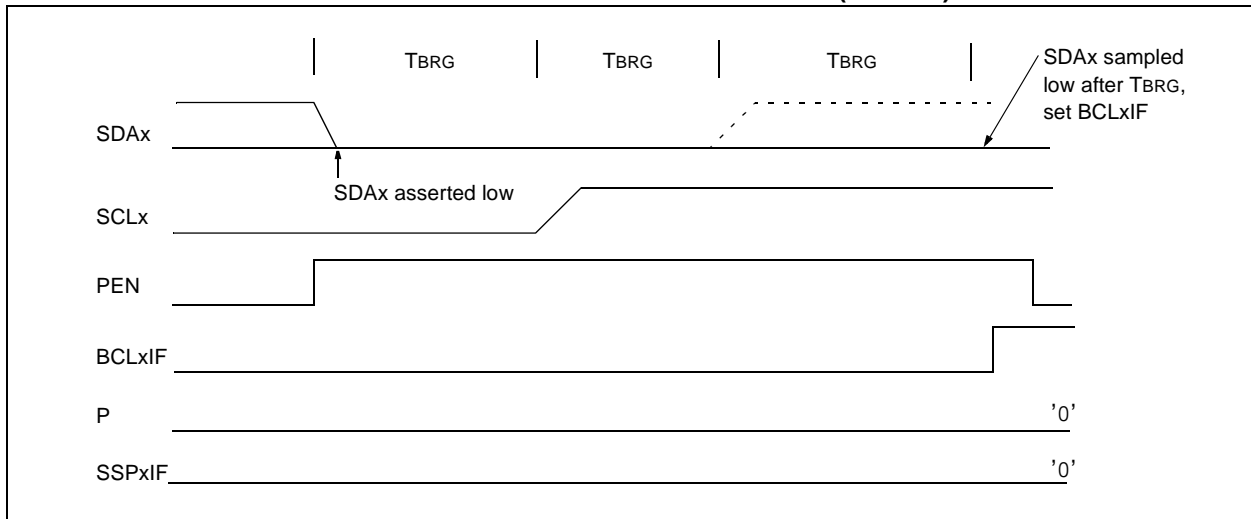 TBRG TBRG TBRG
SDAx sampled
low after TBRG,
set BCLxIF
SDAx
SDAx asserted low
SCLx
PEN
BCLxIF
P '0'
SSPxIF '0'